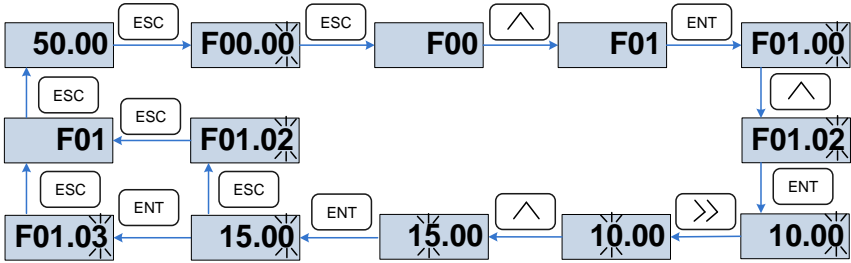 ESC ESC ENT
50.00 F00.00 F00 F01 F01.00
ESC
ESC
F01 F01.02 F01.02
ESC ESC ENT
ENT ENT
F01.03 15.00 15.00 10.00 10.00